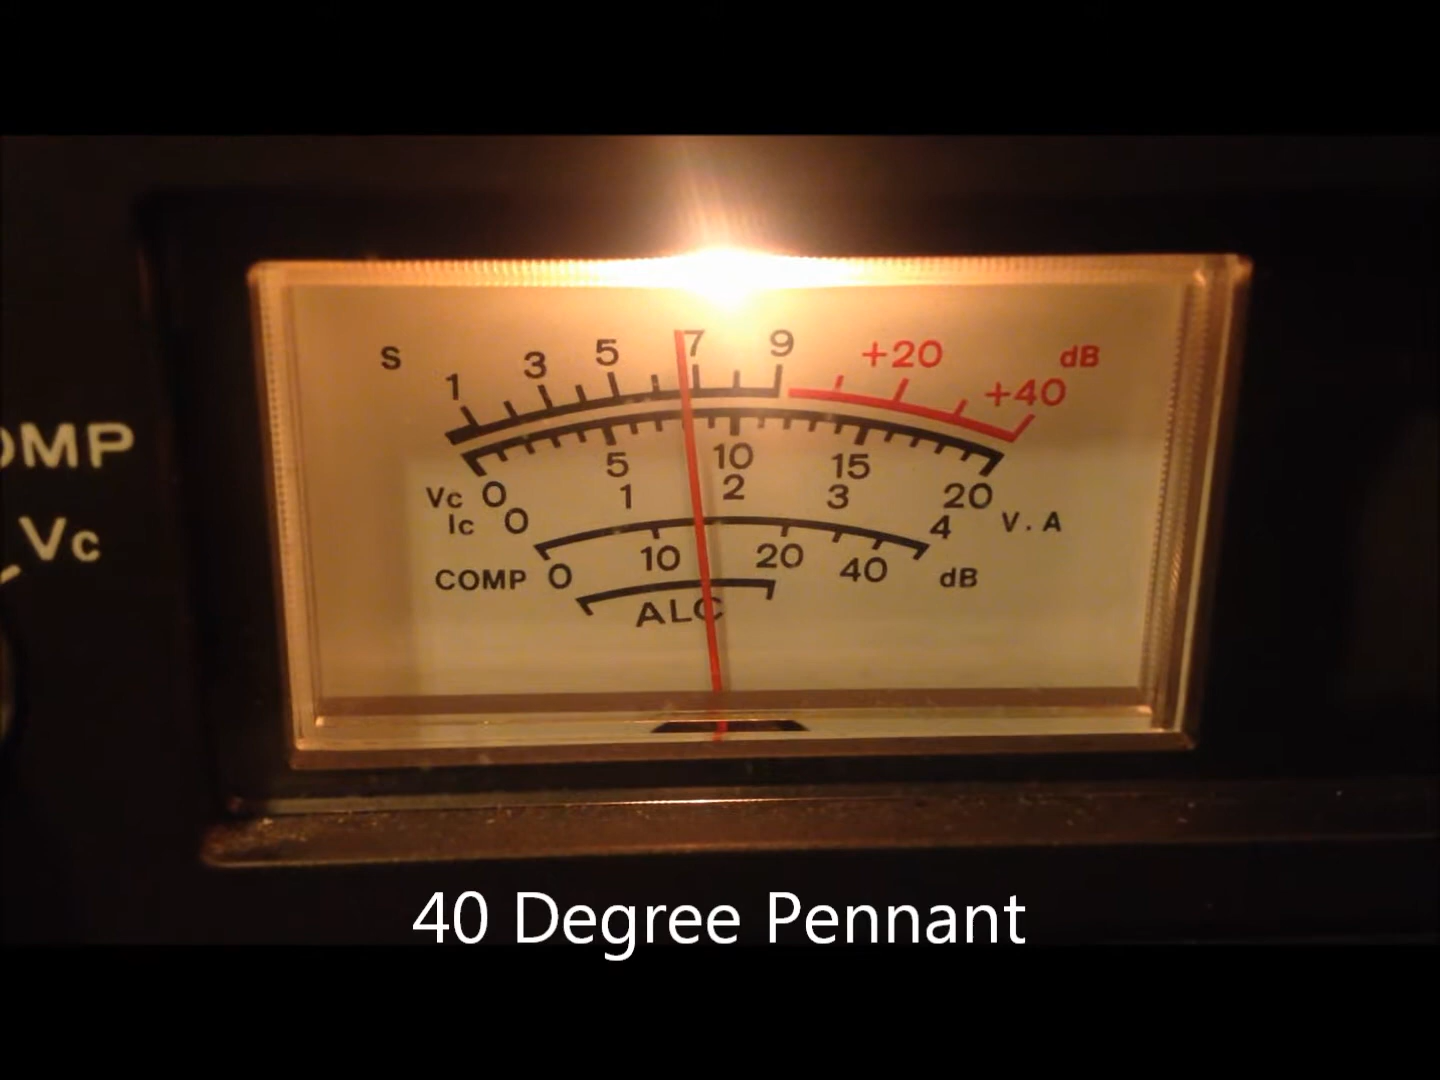 S 1 3 5 7 9 +20 +40 dB
5 10 15 20
Vc 0
1 2 3 4 V.A
Ic 0
10 20 40 dB
COMP 0
ALC
OMP
Vc
40 Degree Pennant